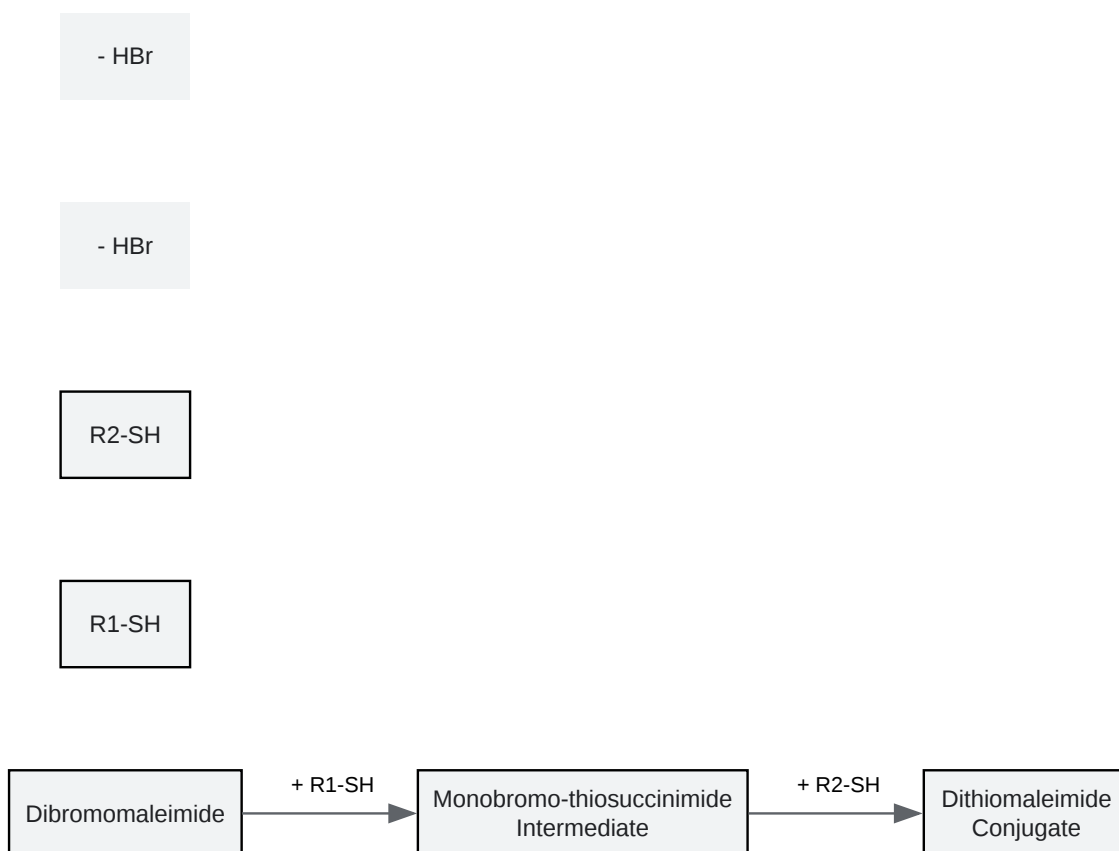 - HBr
- HBr
R2-SH
R1-SH
Dibromomaleimide
+ R1-SH
Monobromo-thiosuccinimide
Intermediate
+ R2-SH
Dithiomaleimide
Conjugate